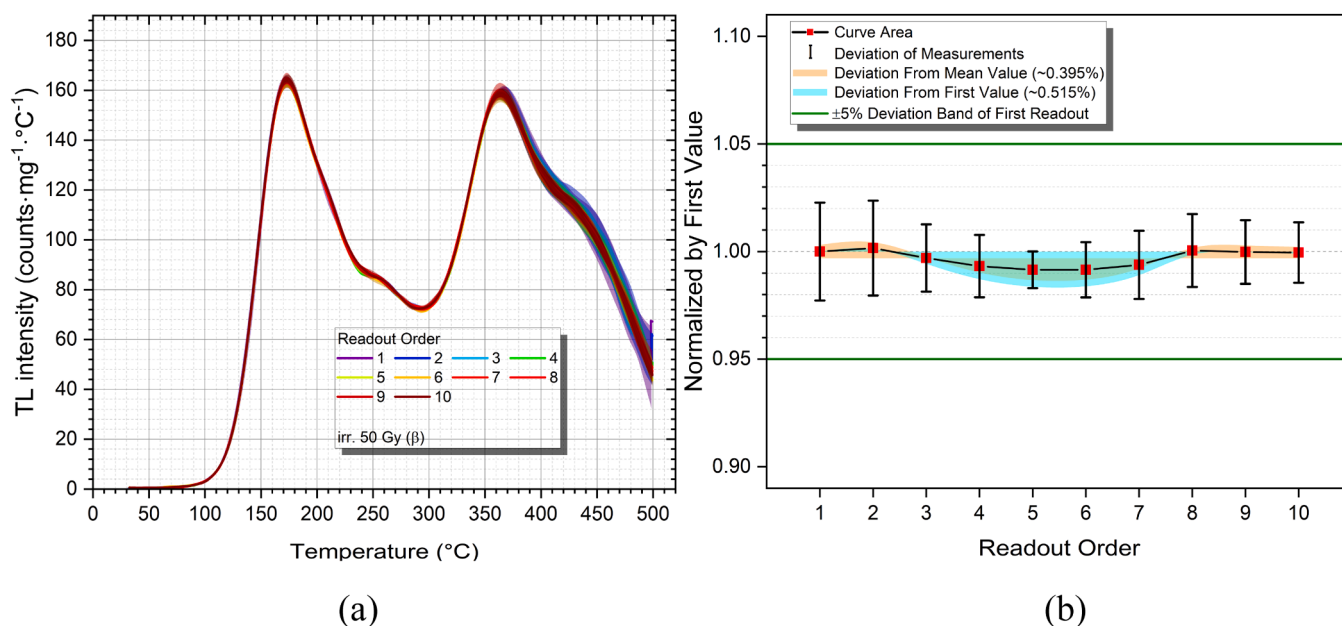 180
160
140
120
100
80
60
40
20
0
TL intensity (counts·mg⁻¹·°C⁻¹)
Readout Order
1 2 3 4
5 6 7 8
9 10
irr. 50 Gy (β)
0 50 100 150 200 250 300 350 400 450 500
Temperature (°C)
(a)
1.10
1.05
1.00
0.95
0.90
Normalized by First Value
Curve Area
Deviation of Measurements
Deviation From Mean Value (~0.395%)
Deviation From First Value (~0.515%)
±5% Deviation Band of First Readout
1 2 3 4 5 6 7 8 9 10
Readout Order
(b)